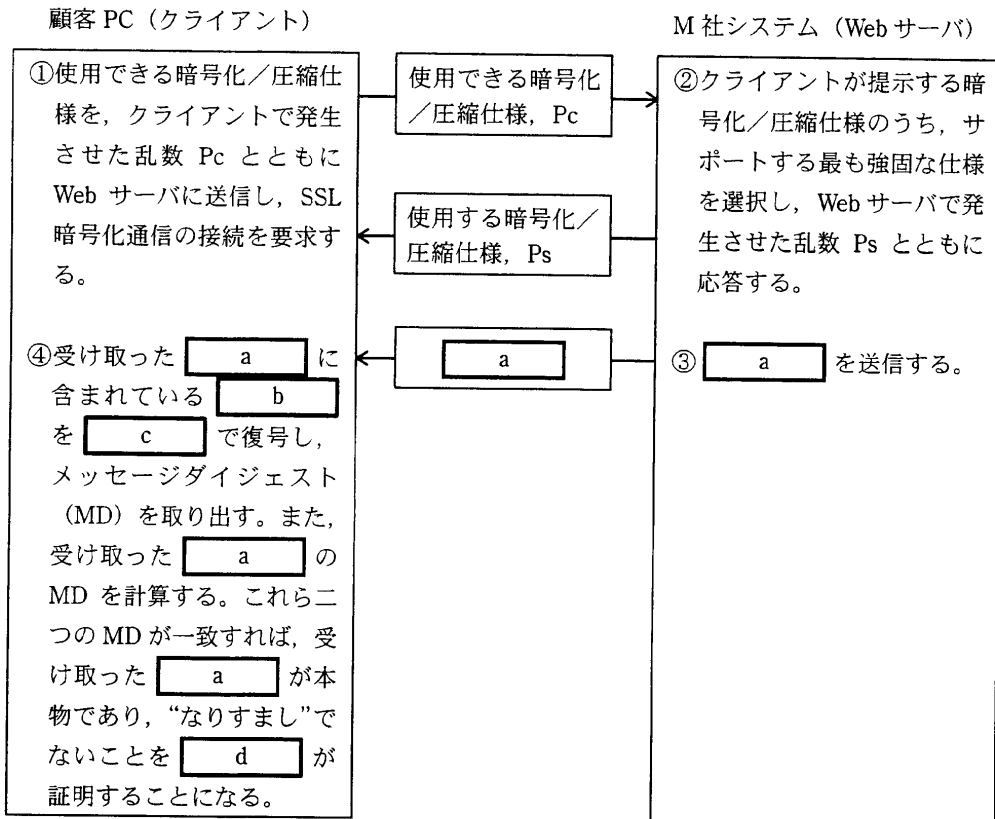 顧客 PC（クライアント）
M 社システム（Web サーバ）
①使用できる暗号化／圧縮仕
様を，クライアントで発生
させた乱数 Pc とともに
Web サーバに送信し，SSL
暗号化通信の接続を要求す
る。
使用できる暗号化
／圧縮仕様，Pc
②クライアントが提示する暗
号化／圧縮仕様のうち，サ
ポートする最も強固な仕様
を選択し，Web サーバで発
生させた乱数 Ps とともに
応答する。
使用する暗号化／
圧縮仕様，Ps
③ a を送信する。
a
④受け取った a に
含まれている b
を c で復号し，
メッセージダイジェスト
（MD）を取り出す。また，
受け取った a の
MD を計算する。これら二
つの MD が一致すれば，受
け取った a が本
物であり，“なりすまし”で
ないことを d が
証明することになる。